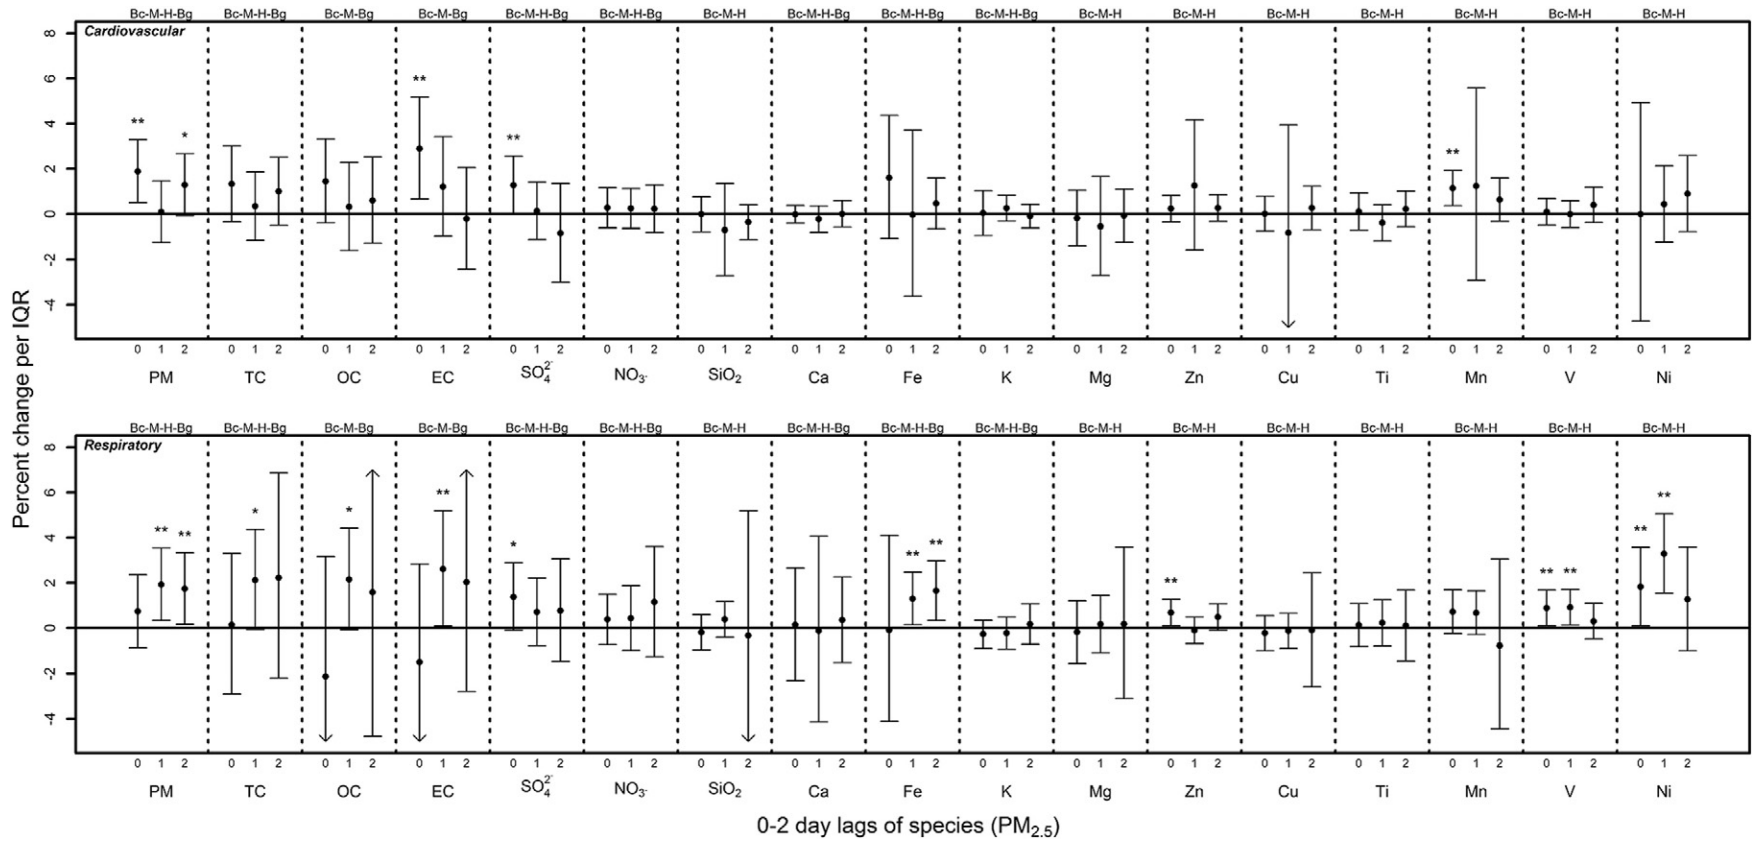 Bc-M-H-Bg Bc-M-H-Bg Bc-M-Bg Bc-M-Bg Bc-M-H-Bg Bc-M-H-Bg Bc-M-H Bc-M-H-Bg Bc-M-H-Bg Bc-M-H-Bg Bc-M-H Bc-M-H Bc-M-H Bc-M-H Bc-M-H Bc-M-H Bc-M-H
Cardiovascular
8
** 
6
** * **
4
**
2
0
-2
-4
0 1 2 0 1 2 0 1 2 0 1 2 0 1 2 0 1 2 0 1 2 0 1 2 0 1 2 0 1 2 0 1 2 0 1 2 0 1 2 0 1 2 0 1 2 0 1 2 0 1 2
PM TC OC EC SO₄²⁻ NO₃- SiO₂ Ca Fe K Mg Zn Cu Ti Mn V Ni
Percent change per IQR
Bc-M-H-Bg Bc-M-H-Bg Bc-M-Bg Bc-M-Bg Bc-M-H-Bg Bc-M-H-Bg Bc-M-H Bc-M-H-Bg Bc-M-H-Bg Bc-M-H-Bg Bc-M-H Bc-M-H Bc-M-H Bc-M-H Bc-M-H Bc-M-H Bc-M-H
Respiratory
8
6
** **
* * **
4
** ** * ** ** **
2
** ** **
0
-2
-4
0 1 2 0 1 2 0 1 2 0 1 2 0 1 2 0 1 2 0 1 2 0 1 2 0 1 2 0 1 2 0 1 2 0 1 2 0 1 2 0 1 2 0 1 2 0 1 2 0 1 2
PM TC OC EC SO₄²⁻ NO₃- SiO₂ Ca Fe K Mg Zn Cu Ti Mn V Ni
0-2 day lags of species (PM₂.₅)